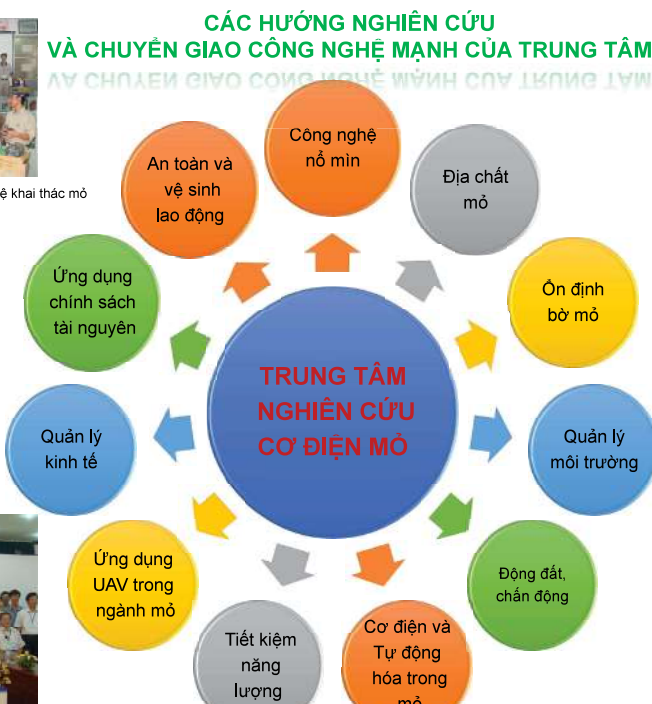 CÁC HƯỚNG NGHIÊN CỨU
VÀ CHUYỂN GIAO CÔNG NGHỆ MẠNH CỦA TRUNG TÂM
ệ khai thác mỏ
Công nghệ
nổ mìn
Địa chất
mỏ
Ổn định
bờ mỏ
Quản lý
môi trường
Động đất,
chấn động
Cơ điện và
Tự động
hóa trong
mỏ
Tiết kiệm
năng
lượng
Ứng dụng
UAV trong
ngành mỏ
Quản lý
kinh tế
Ứng dụng
chính sách
tài nguyên
An toàn và
vệ sinh
lao động
TRUNG TÂM
NGHIÊN CỨU
CƠ ĐIỆN MỎ